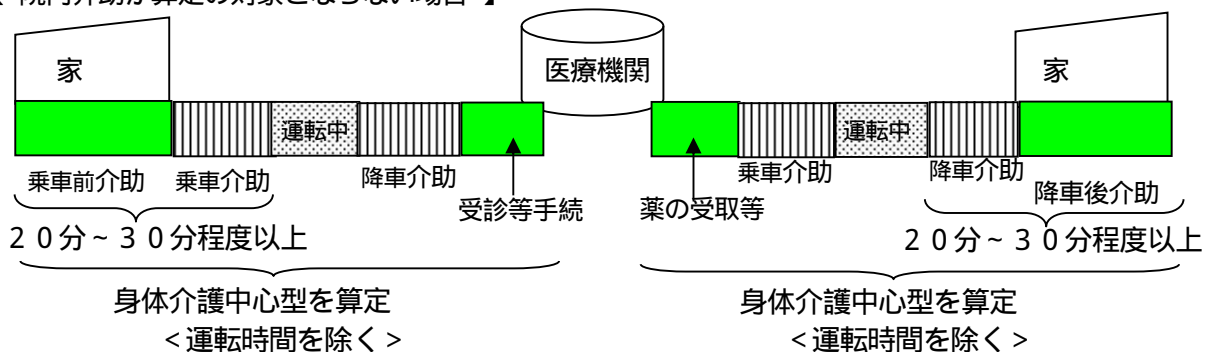 院内介助が算定の対象とならない場合 】
家
医療機関
家
運転中
運転中
乗車前介助 乗車介助
降車介助
受診等手続
薬の受取等
乗車介助
降車介助
降車後介助
２０分～３０分程度以上
２０分～３０分程度以上
身体介護中心型を算定
＜運転時間を除く＞
身体介護中心型を算定
＜運転時間を除く＞